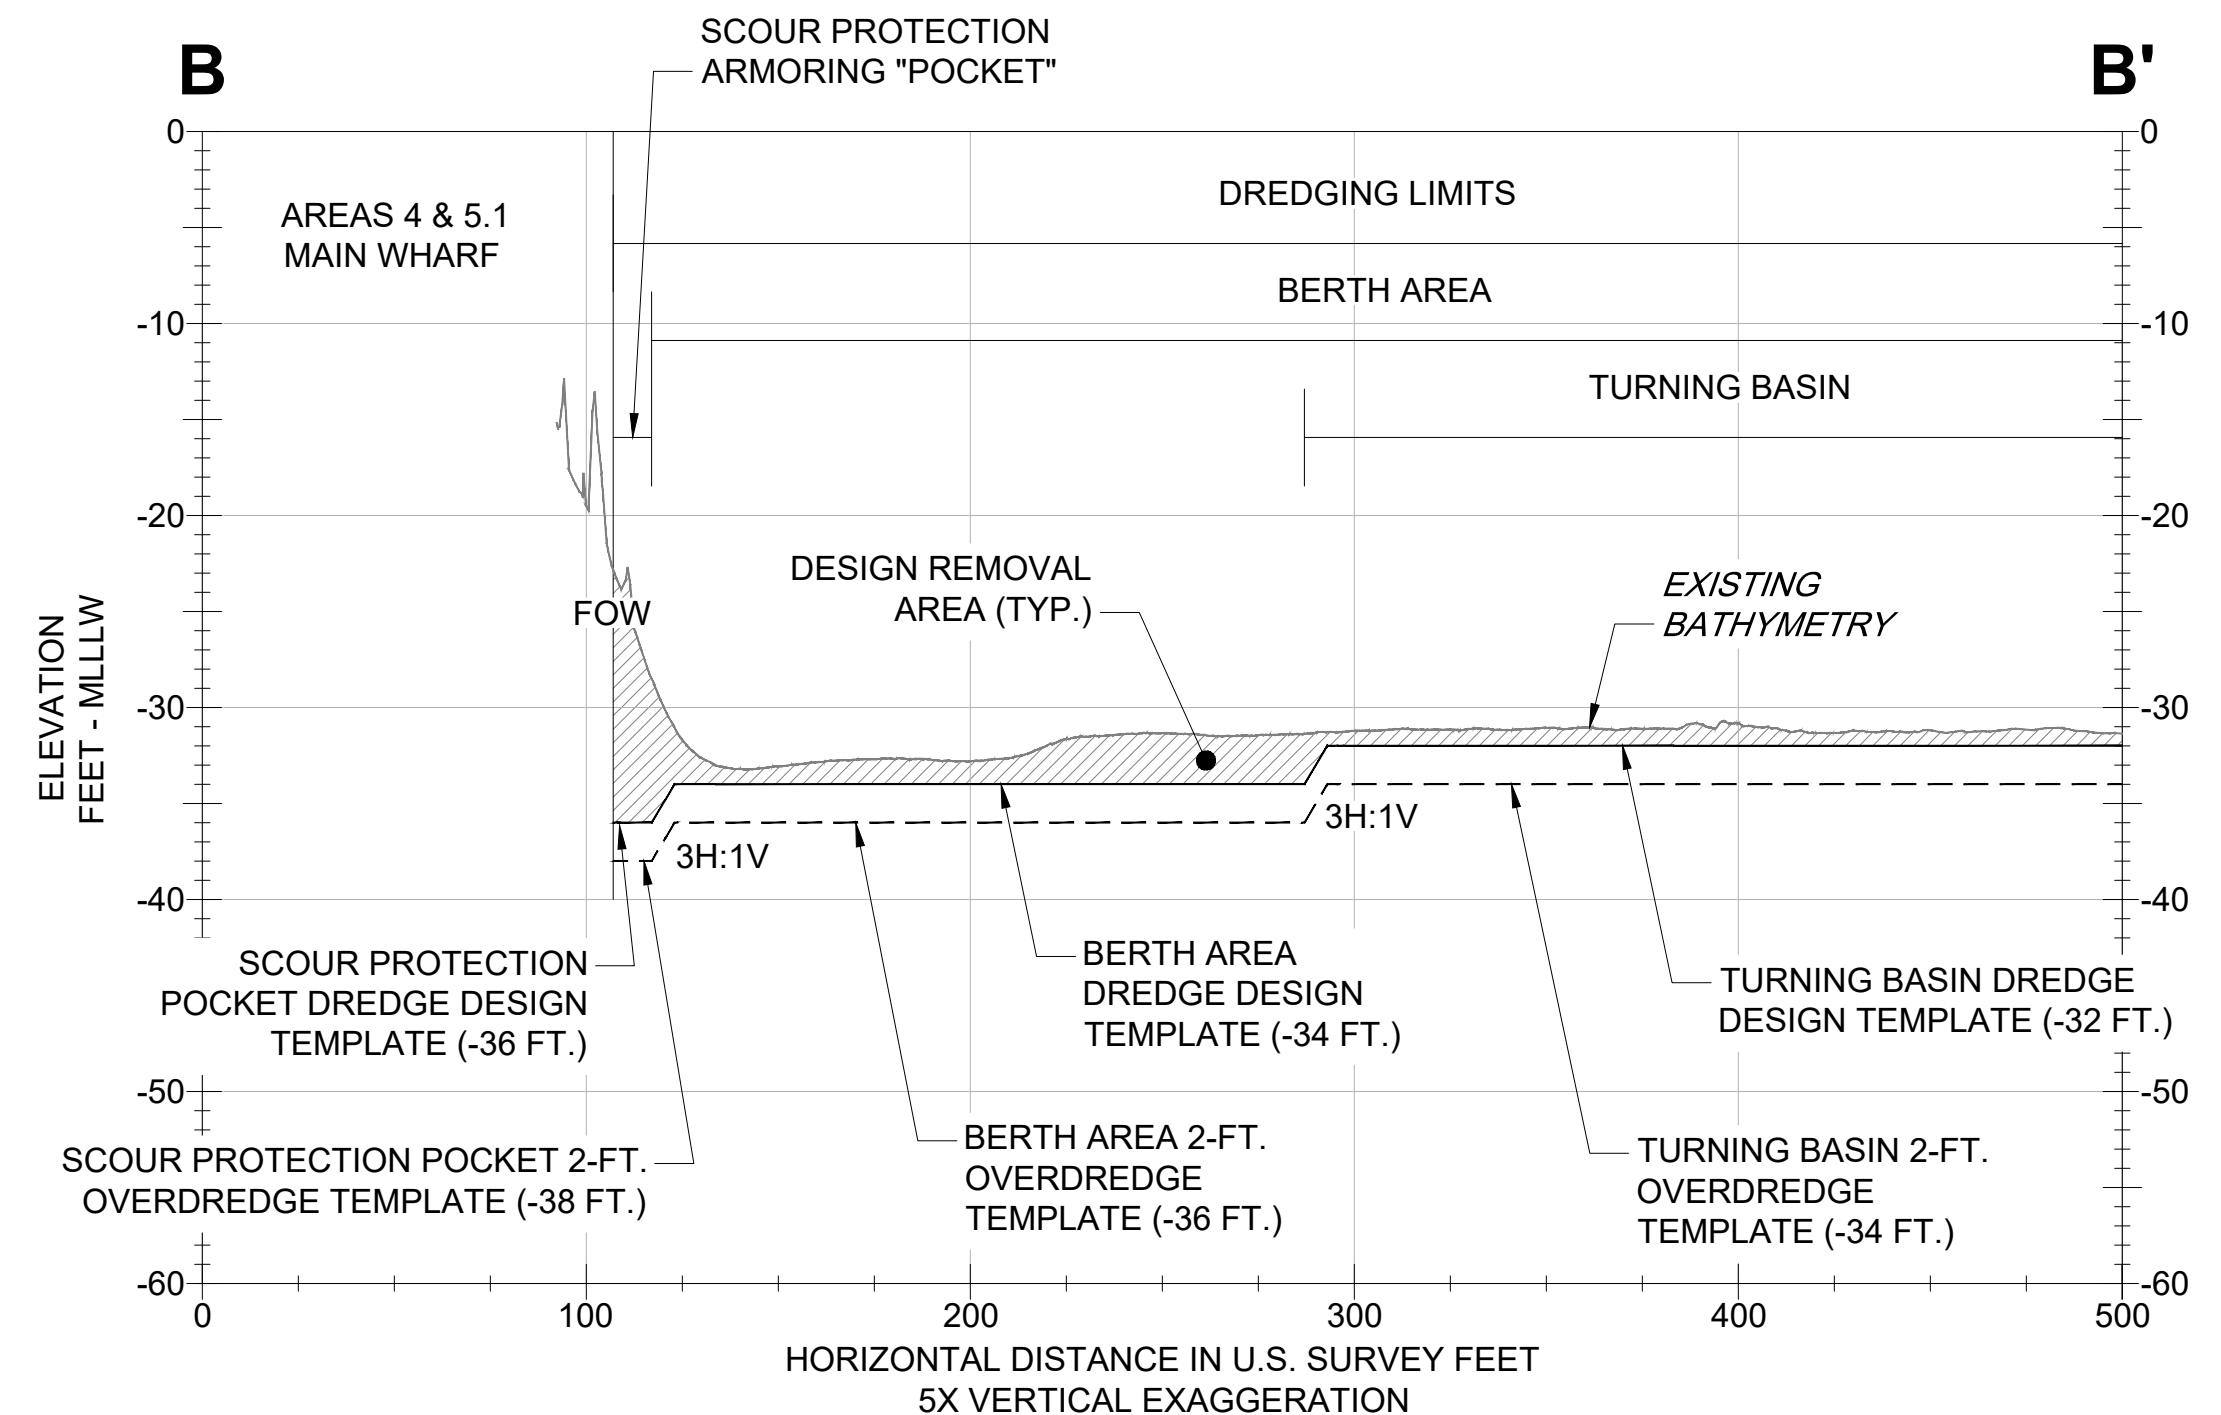 B
SCOUR PROTECTION
ARMORING "POCKET"
B'
0
0
AREAS 4 & 5.1
MAIN WHARF
DREDGING LIMITS
BERTH AREA
-10
-10
TURNING BASIN
-20
-20
DESIGN REMOVAL
AREA (TYP.)
EXISTING
BATHYMETRY
FOW
ELEVATION
FEET - MLLLW
-30
-30
3H:1V
3H:1V
-40
-40
SCOUR PROTECTION
POCKET DREDGE DESIGN
TEMPLATE (-36 FT.)
BERTH AREA
DREDGE DESIGN
TEMPLATE (-34 FT.)
TURNING BASIN DREDGE
DESIGN TEMPLATE (-32 FT.)
-50
-50
SCOUR PROTECTION POCKET 2-FT.
OVERDREDGE TEMPLATE (-38 FT.)
BERTH AREA 2-FT.
OVERDREDGE
TEMPLATE (-36 FT.)
TURNING BASIN 2-FT.
OVERDREDGE
TEMPLATE (-34 FT.)
-60
-60
0
100
200
300
400
500
HORIZONTAL DISTANCE IN U.S. SURVEY FEET
5X VERTICAL EXAGGERATION